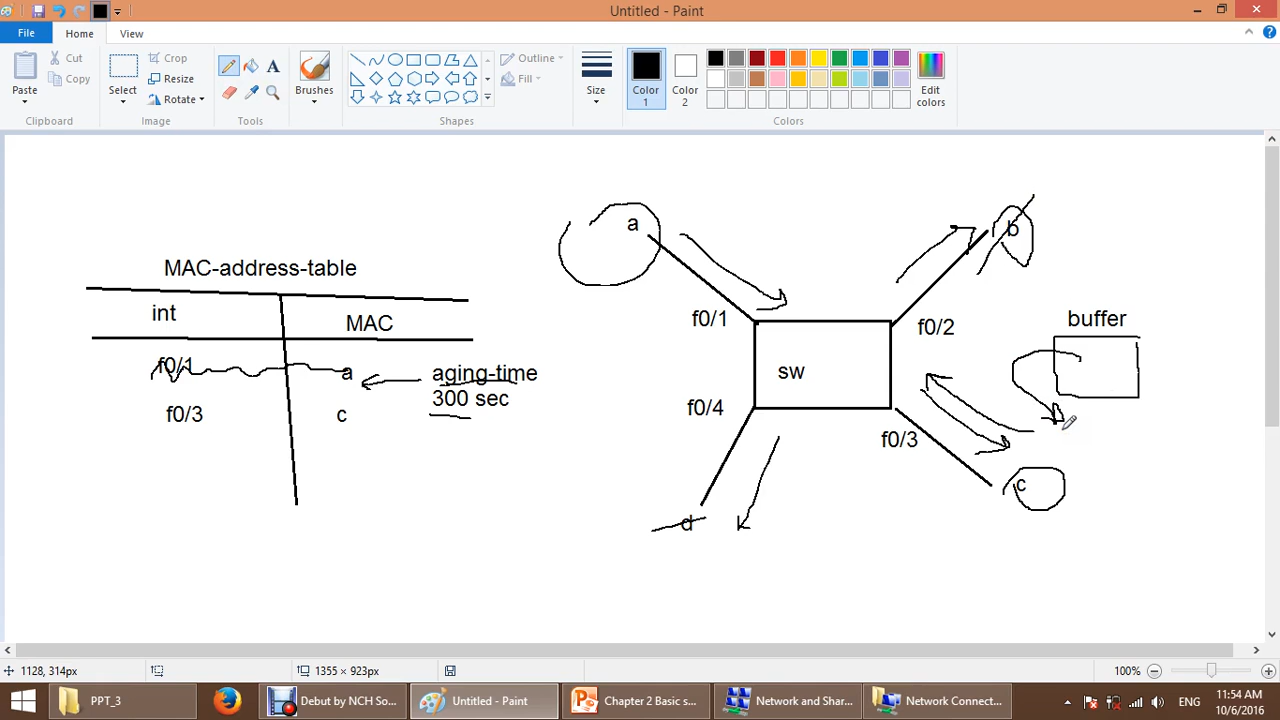 Untitled - Paint
File
Home
View
Paste
Cut
Copy
Clipboard
Select
Crop
Resize
Rotate
Image
Tools
Brushes
Shapes
Outline
Fill
Size
Color 1
Color 2
Edit colors
Colors
MAC-address-table
int
MAC
f0/1
a
aging-time
300 sec
f0/3
c
a
b
f0/1
f0/2
buffer
sw
f0/4
f0/3
d
c
1128, 314px
1355 × 923px
100%
PPT_3
Debut by NCH So...
Untitled - Paint
Chapter 2 Basic s...
Network and Shar...
Network Connect...
ENG
11:54 AM
10/6/2016